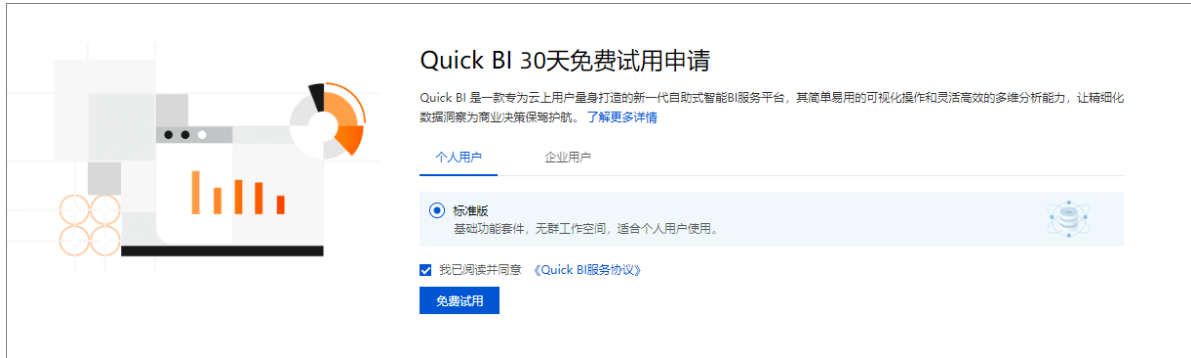 Quick BI 30天免费试用申请
Quick BI 是一款专为云上用户量身打造的新一代自助式智能BI服务平台，其简单易用的可视化操作和灵活高效的多维分析能力，让精细化
数据洞察为商业决策保驾护航。 了解更多详情
个人用户 企业用户
标准版
基础功能套件，无群工作空间，适合个人用户使用。
我已阅读并同意 《Quick BI服务协议》
免费试用